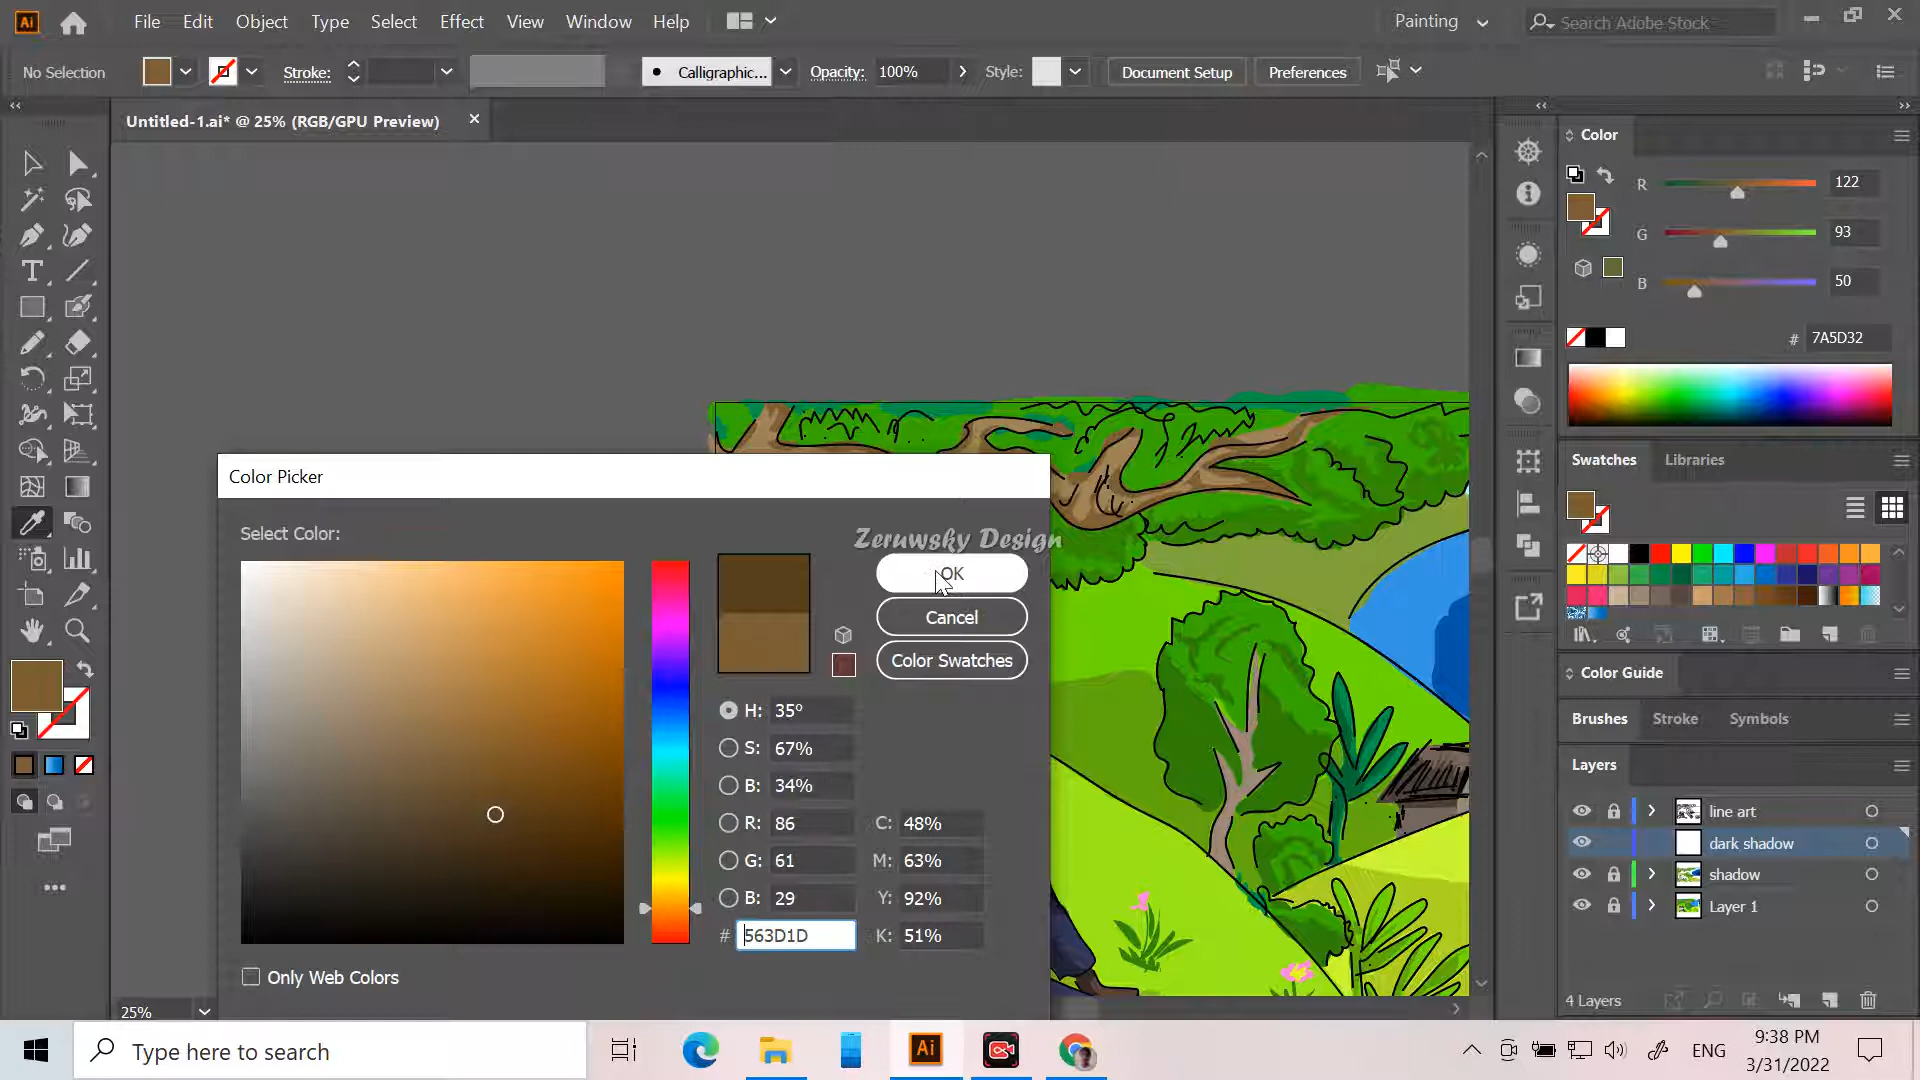 Ai File Edit Object Type Select Effect View Window Help Painting Search Adobe Stock
No Selection Stroke: Calligraphic... Opacity: 100% Style: Document Setup Preferences
Untitled-1.ai* @ 25% (RGB/GPU Preview)
Color
R 122
G 93
B 50
# 7A5D32
Swatches Libraries
Color Guide
Brushes Stroke Symbols
Layers
line art
dark shadow
shadow
Layer 1
4 Layers
Color Picker
Select Color:
Zeruwsky Design
OK
Cancel
Color Swatches
H: 35°
S: 67%
B: 34%
R: 86 C: 48%
G: 61 M: 63%
B: 29 Y: 92%
# 563D1D K: 51%
Only Web Colors
25%
Type here to search
Ai
ENG
9:38 PM
3/31/2022